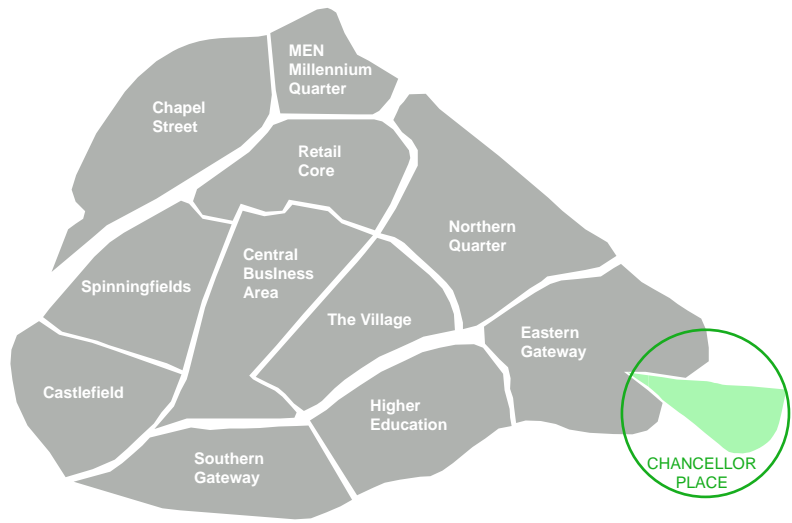 MEN
Millennium
Quarter
Chapel
Street
Retail
Core
Northern
Quarter
Central
BusIness
Area
Spinningfields
The Village
Eastern
Gateway
Castlefield
Higher
Education
Southern
Gateway
CHANCELLOR
PLACE